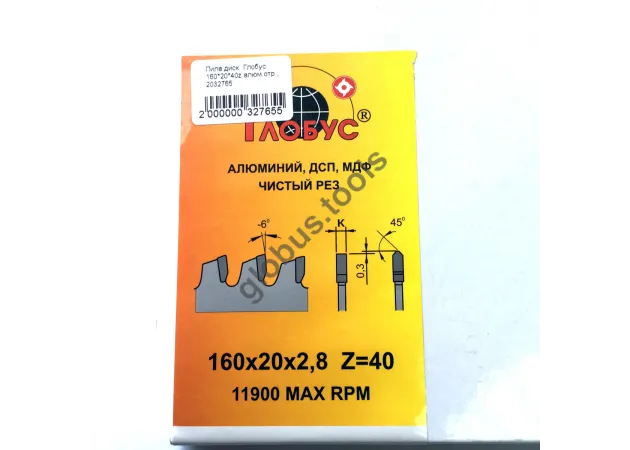 Пила диск. Глобус
160*20*40z алюм отр...
2032765
2 000000 327655
ГЛОБУС®
АЛЮМИНИЙ, ДСП, МДФ
ЧИСТЫЙ РЕЗ
-6°
K
0,3
45°
globus.tools
160x20x2,8 Z=40
11900 MAX RPM